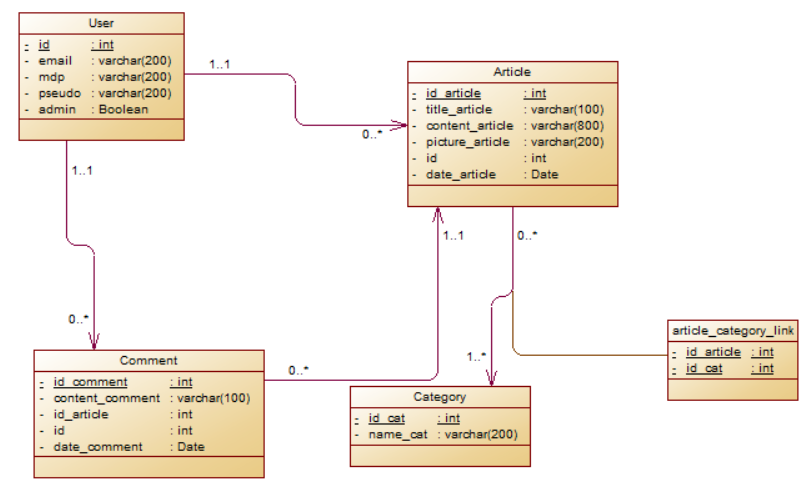 User
- id : int
- email : varchar(200)
- mdp : varchar(200)
- pseudo : varchar(200)
- admin : Boolean
1..1
0..*
Article
- id_article : int
- title_article : varchar(100)
- content_article : varchar(800)
- picture_article : varchar(200)
- id : int
- date_article : Date
1..1
0..*
1..1
0..*
Comment
- id_comment : int
- content_comment : varchar(100)
- id_article : int
- id : int
- date_comment : Date
0..*
1..*
Category
- id_cat : int
- name_cat : varchar(200)
article_category_link
- id_article : int
- id_cat : int